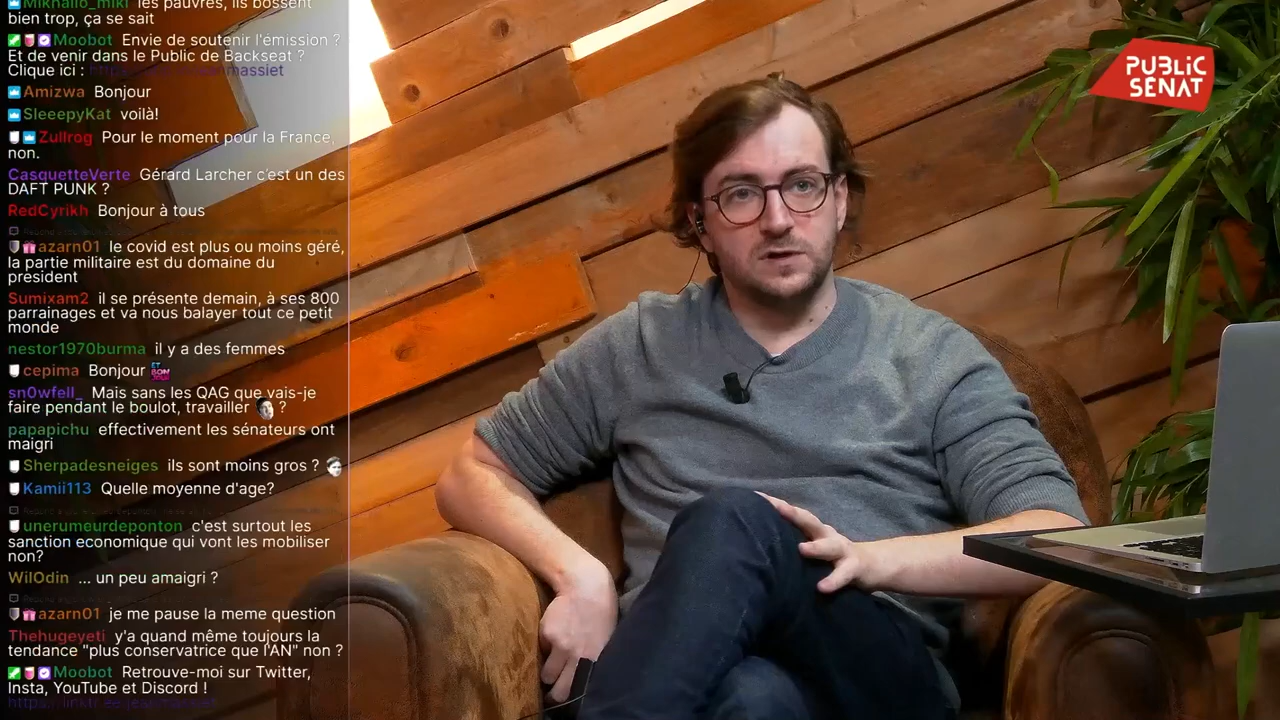 Mikhailo_miki les pauvres, ils bossent
bien trop, ça se sait
Moobot Envie de soutenir l'émission ?
Et de venir dans le Public de Backseat ?
Clique ici :
Amizwa Bonjour
SleeepyKat voilà!
Zullrog Pour le moment pour la France,
non.
CasquetteVerte Gérard Larcher c'est un des
DAFT PUNK ?
RedCyrikh Bonjour à tous
azarn01 le covid est plus ou moins géré,
la partie militaire est du domaine du
president
Sumixam2 il se présente demain, à ses 800
parrainages et va nous balayer tout ce petit
monde
nestor1970burma il y a des femmes
cepima Bonjour
sn0wfell_ Mais sans les QAG que vais-je
faire pendant le boulot, travailler ?
papapichu effectivement les sénateurs ont
maigri
Sherpadesneiges ils sont moins gros ?
Kamii113 Quelle moyenne d'age?
unerumeurdeponton c'est surtout les
sanction economique qui vont les mobiliser
non?
WilOdin ... un peu amaigri ?
azarn01 je me pause la meme question
Thehugeyeti y'a quand même toujours la
tendance "plus conservatrice que l'AN" non ?
Moobot Retrouve-moi sur Twitter,
Insta, YouTube et Discord !
PUBLIC
SENAT